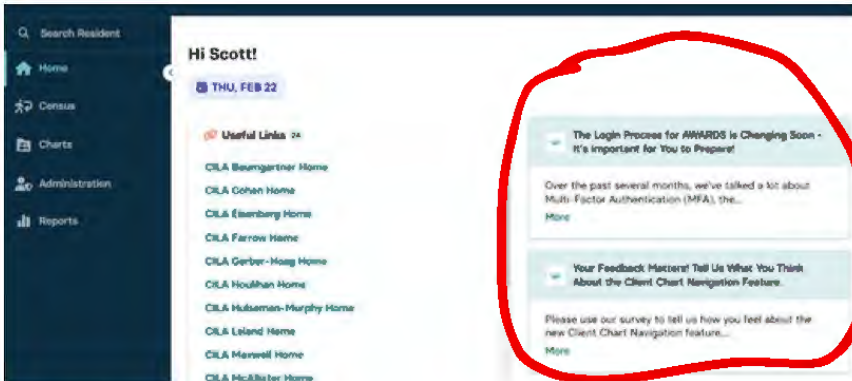 Search Resident
Home
Census
Charts
Administration
Reports
Hi Scott!
THU, FEB 22
Useful Links 24
CILA Baumgartner Home
CILA Cohen Home
CILA Eisenberg Home
CILA Farrow Home
CILA Gerber-Hoag Home
CILA Houlihan Home
CILA Hulseman-Murphy Home
CILA Leland Home
CILA Maxwell Home
CILA McAllister Home
The Login Process for AWARDS is Changing Soon -
It's important for You to Prepare!
Over the past several months, we've talked a lot about
Multi-Factor Authentication (MFA), the...
More
Your Feedback Matters! Tell Us What You Think
About the Client Chart Navigation Feature.
Please use our survey to tell us how you feel about the
new Client Chart Navigation feature...
More